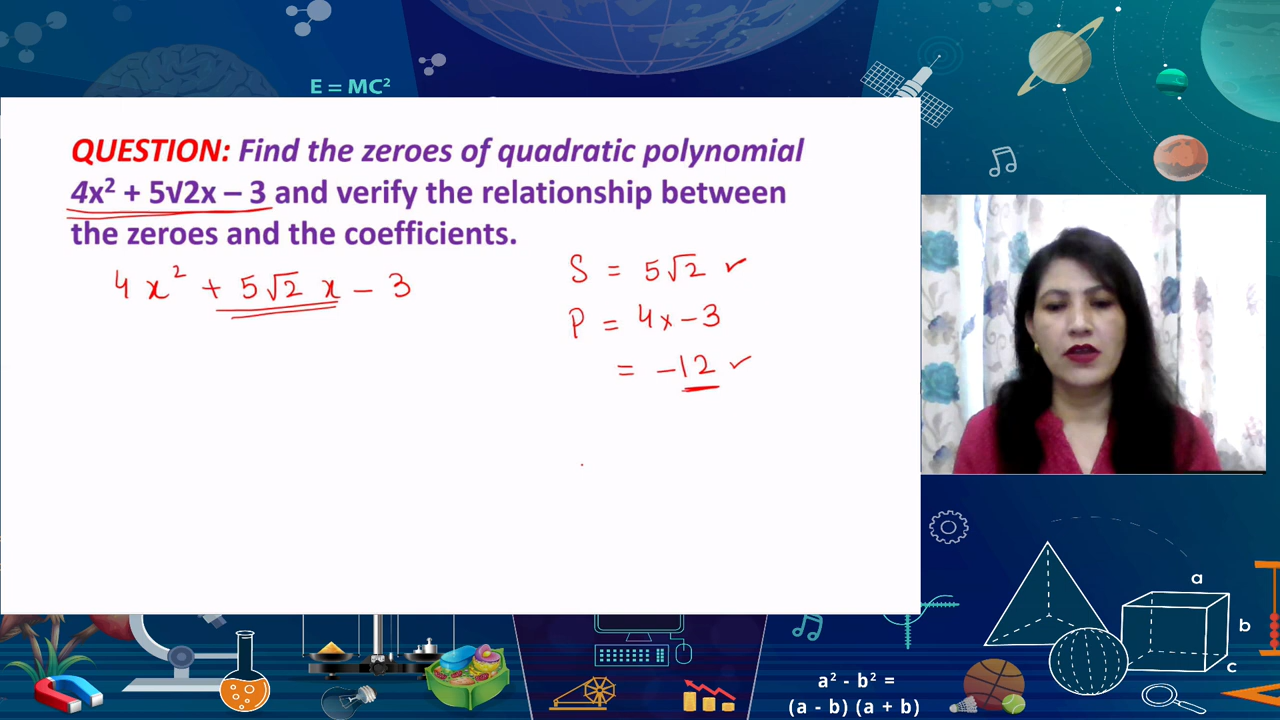 E = MC²
QUESTION: Find the zeroes of quadratic polynomial
4x² + 5√2x – 3 and verify the relationship between
the zeroes and the coefficients.
4x² + 5√2 x – 3
S = 5√2 ✓
P = 4x–3
= –12 ✓
a
b
c
a² - b² =
(a - b) (a + b)